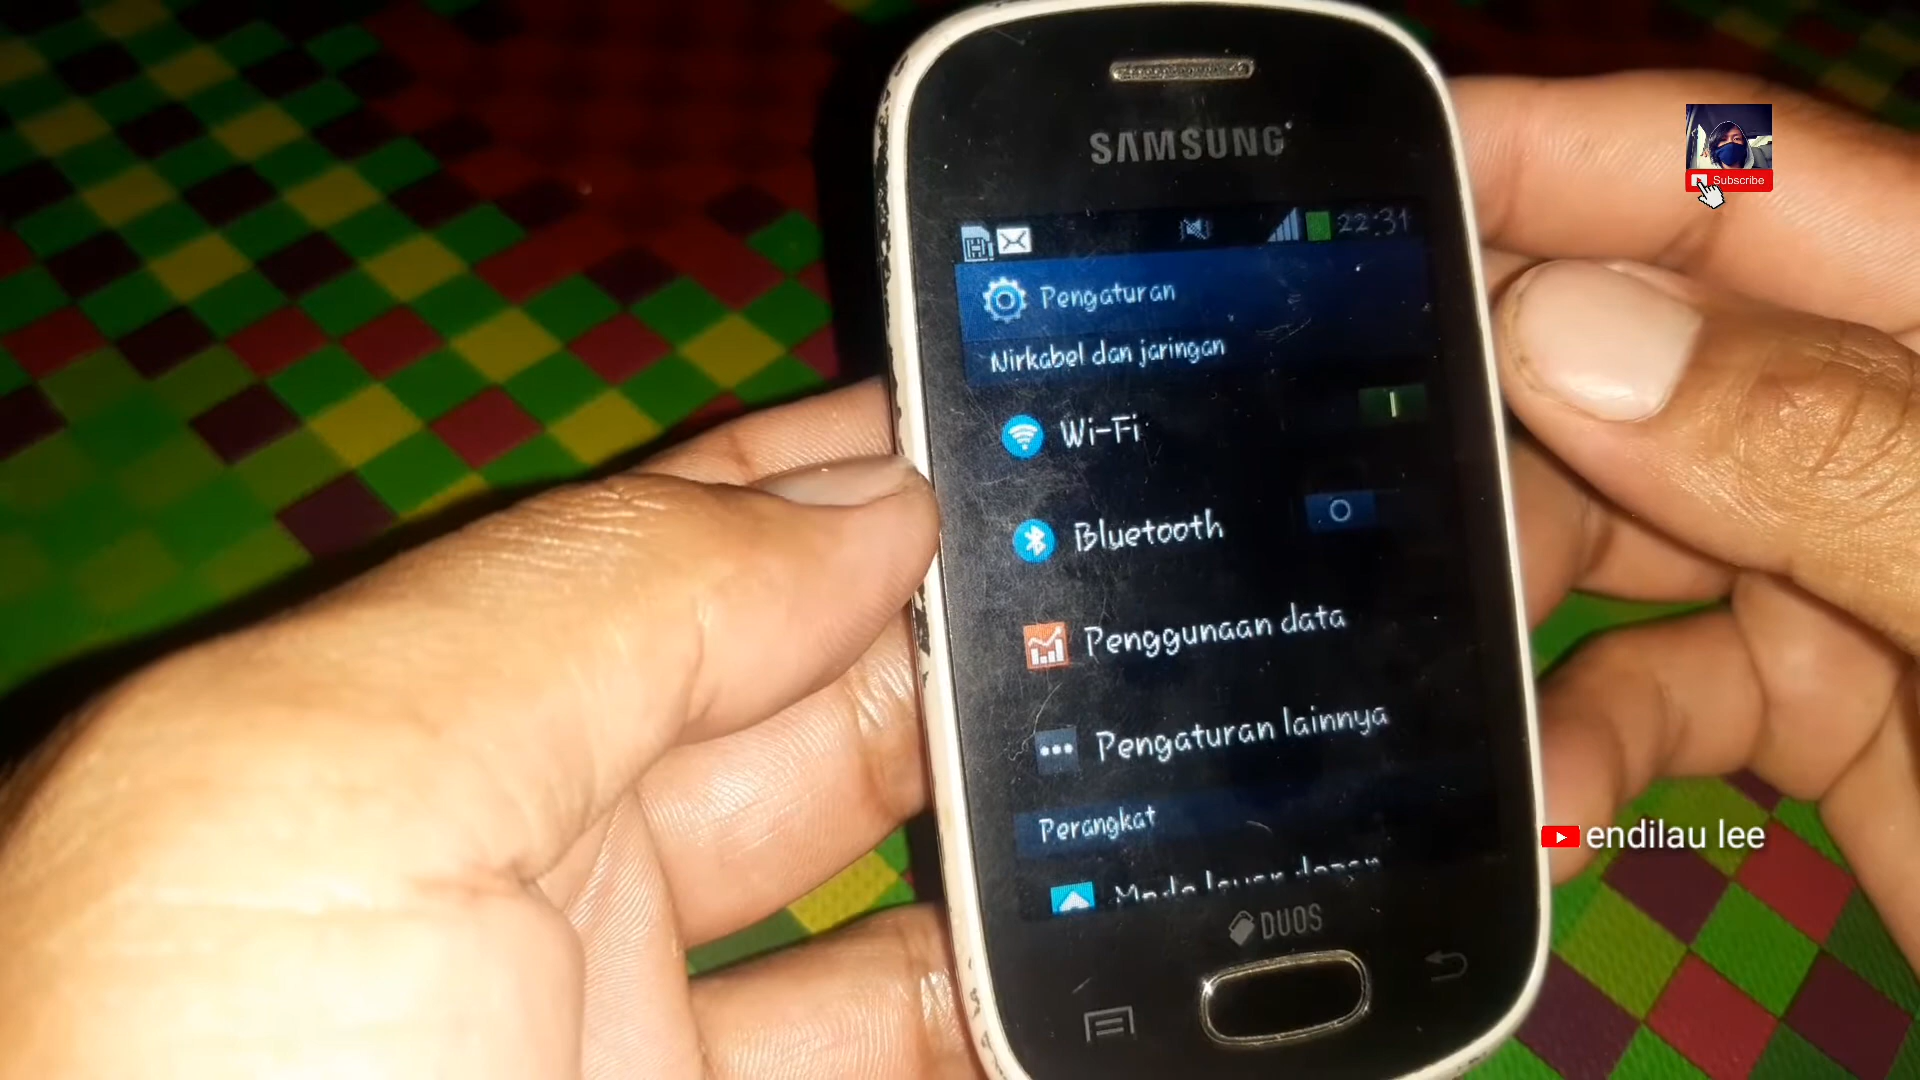 SAMSUNG
22:31
Pengaturan
Nirkabel dan jaringan
Wi-Fi
Bluetooth
Penggunaan data
Pengaturan lainnya
Perangkat
DUOS
Subscribe
endilau lee